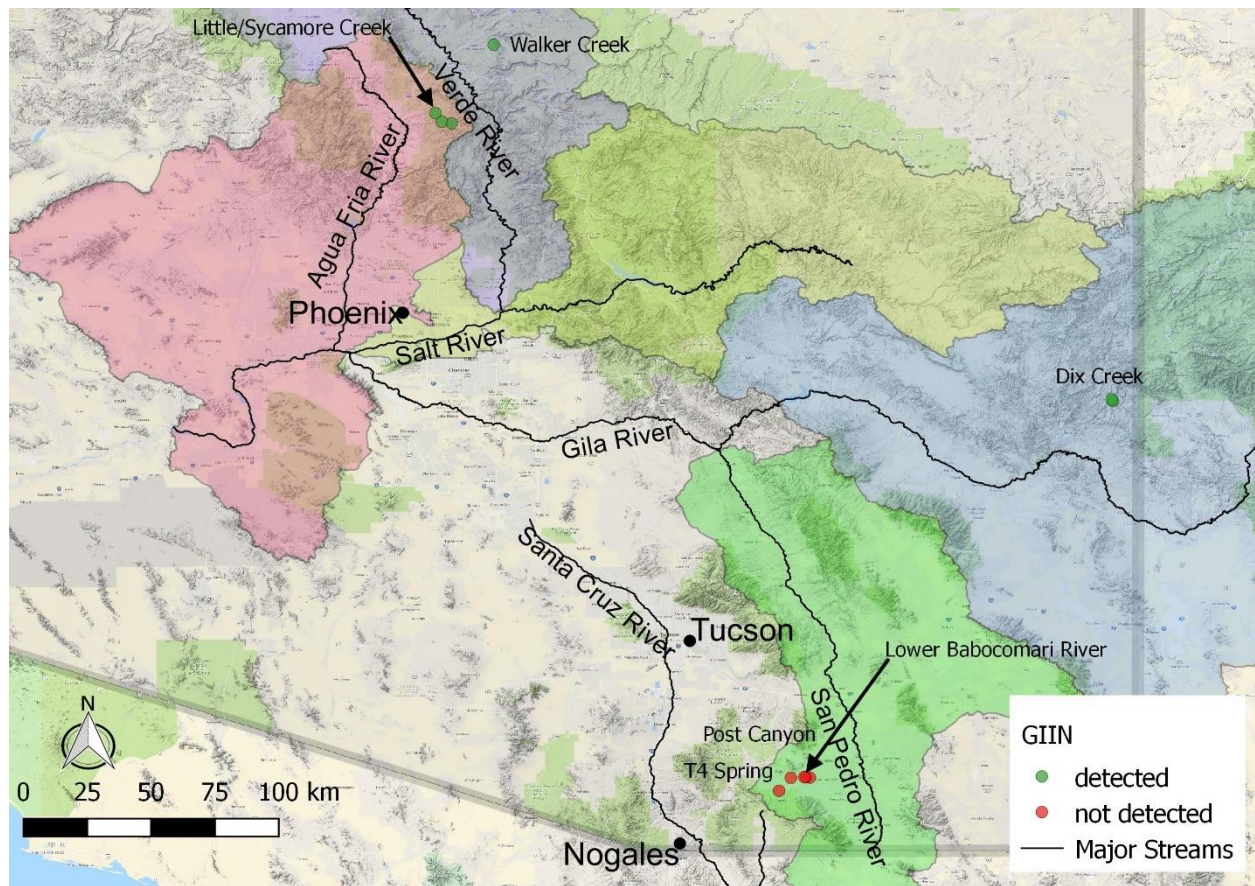 Little/Sycamore Creek
Walker Creek
Verde River
Agua Fria River
Phoenix
Salt River
Dix Creek
Gila River
Santa Cruz River
Tucson
Lower Babocomari River
San Pedro River
Post Canyon
T4 Spring
Nogales
N
0 25 50 75 100 km
GIIN
detected
not detected
Major Streams